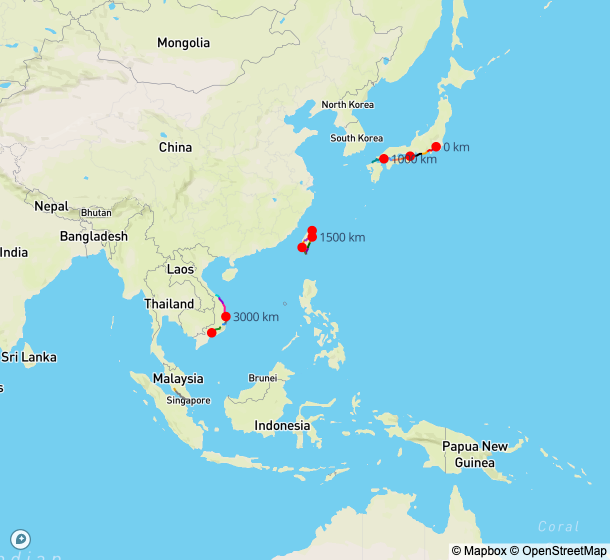 Mongolia
North Korea
South Korea
0 km
China
1000 km
Nepal
Bhutan
Bangladesh
India
1500 km
Laos
Thailand
3000 km
Sri Lanka
Malaysia
Brunei
s
Singapore
Indonesia
Papua New
Guinea
Coral
ndian
© Mapbox © OpenStreetMap